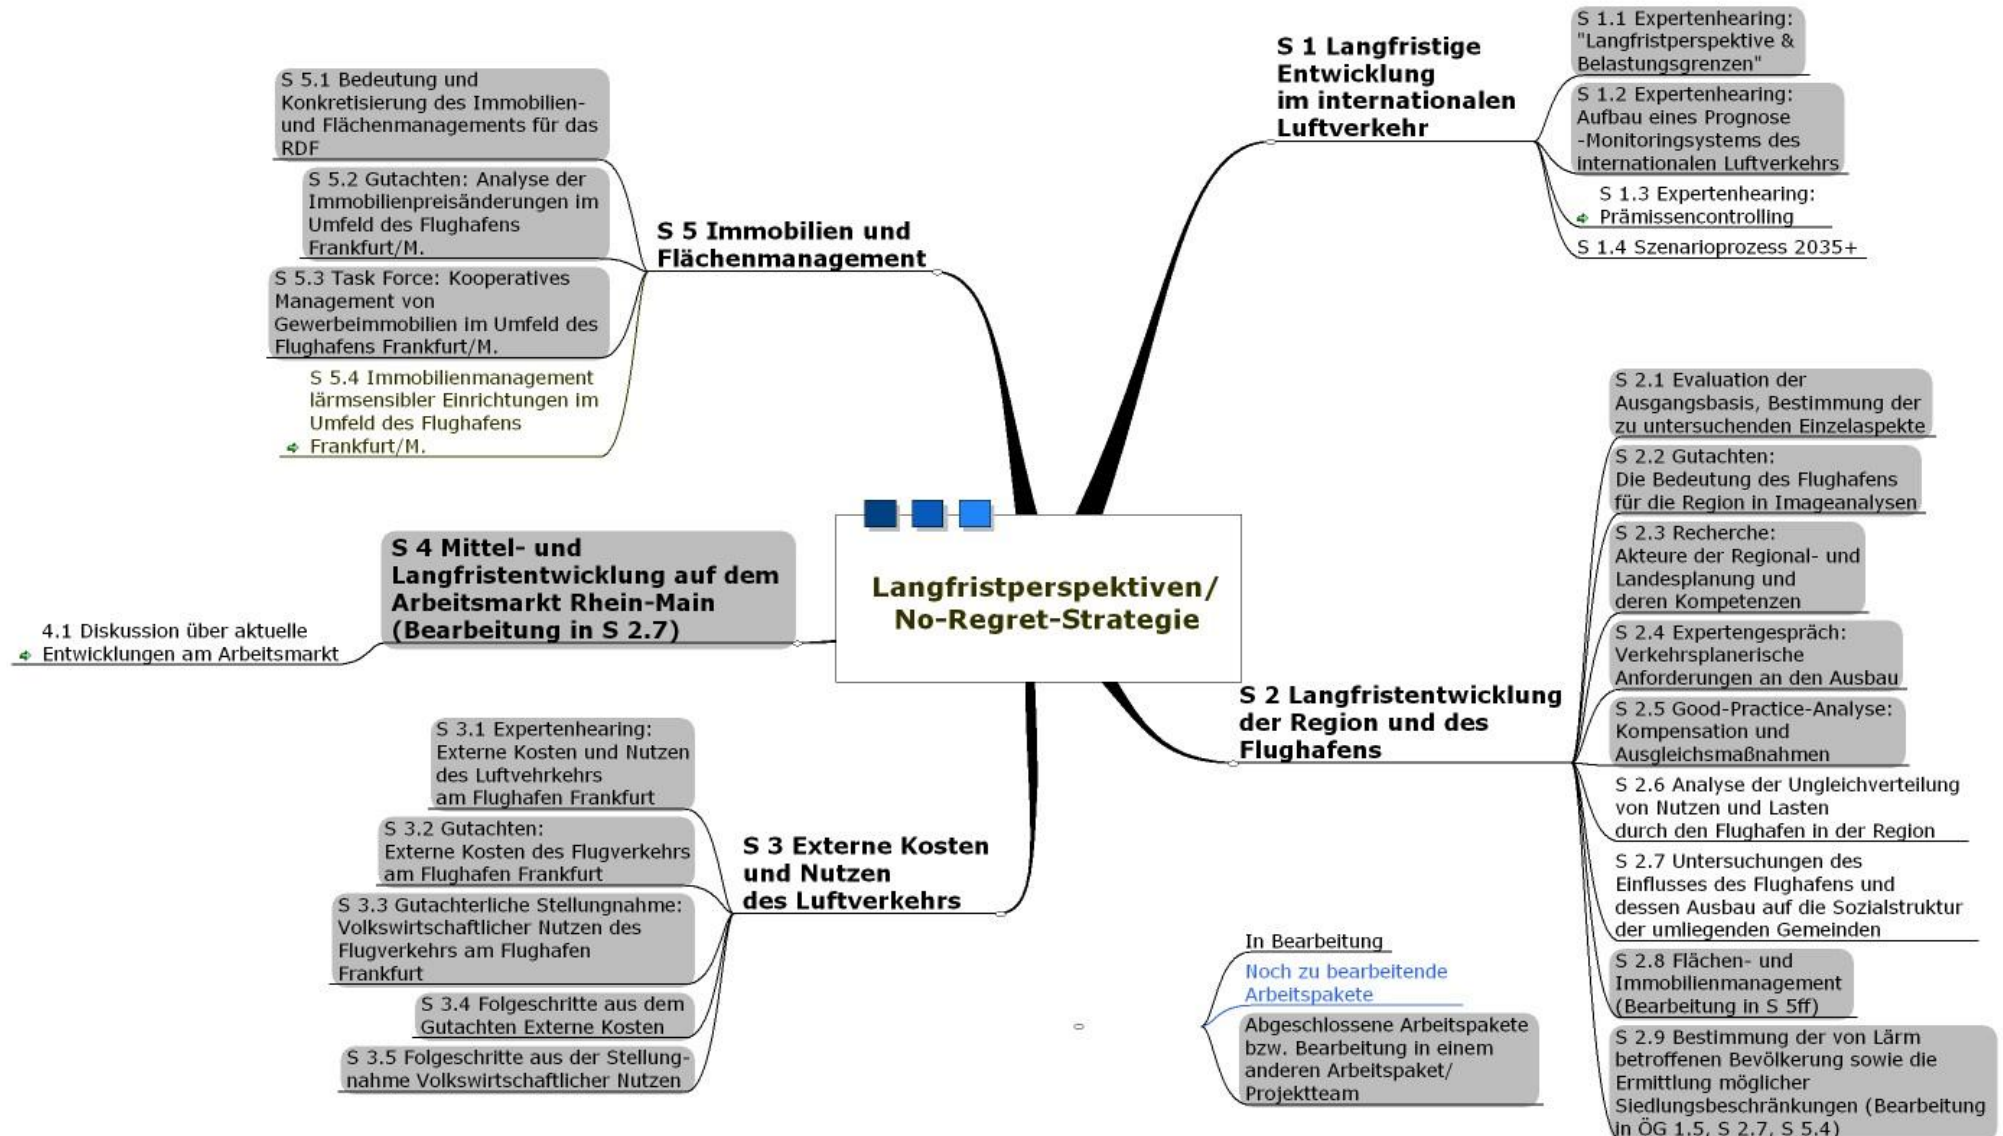 Langfristperspektiven/
No-Regret-Strategie
S 1 Langfristige
Entwicklung
im internationalen
Luftverkehr
S 1.1 Expertenhearing:
"Langfristperspektive &
Belastungsgrenzen"
S 1.2 Expertenhearing:
Aufbau eines Prognose
-Monitoringsystems des
internationalen Luftverkehrs
S 1.3 Expertenhearing:
Prämissencontrolling
S 1.4 Szenarioprozess 2035+
S 2 Langfristentwicklung
der Region und des
Flughafens
S 2.1 Evaluation der
Ausgangsbasis, Bestimmung der
zu untersuchenden Einzelaspekte
S 2.2 Gutachten:
Die Bedeutung des Flughafens
für die Region in Imageanalysen
S 2.3 Recherche:
Akteure der Regional- und
Landesplanung und
deren Kompetenzen
S 2.4 Expertengespräch:
Verkehrsplanerische
Anforderungen an den Ausbau
S 2.5 Good-Practice-Analyse:
Kompensation und
Ausgleichsmaßnahmen
S 2.6 Analyse der Ungleichverteilung
von Nutzen und Lasten
durch den Flughafen in der Region
S 2.7 Untersuchungen des
Einflusses des Flughafens und
dessen Ausbau auf die Sozialstruktur
der umliegenden Gemeinden
S 2.8 Flächen- und
Immobilienmanagement
(Bearbeitung in S 5ff)
S 2.9 Bestimmung der von Lärm
betroffenen Bevölkerung sowie die
Ermittlung möglicher
Siedlungsbeschränkungen (Bearbeitung
in ÖG 1.5, S 2.7, S 5.4)
S 3 Externe Kosten
und Nutzen
des Luftverkehrs
S 3.1 Expertenhearing:
Externe Kosten und Nutzen
des Luftvehrkehrs
am Flughafen Frankfurt
S 3.2 Gutachten:
Externe Kosten des Flugverkehrs
am Flughafen Frankfurt
S 3.3 Gutachterliche Stellungnahme:
Volkswirtschaftlicher Nutzen des
Flugverkehrs am Flughafen
Frankfurt
S 3.4 Folgeschritte aus dem
Gutachten Externe Kosten
S 3.5 Folgeschritte aus der Stellung-
nahme Volkswirtschaftlicher Nutzen
S 4 Mittel- und
Langfristentwicklung auf dem
Arbeitsmarkt Rhein-Main
(Bearbeitung in S 2.7)
4.1 Diskussion über aktuelle
Entwicklungen am Arbeitsmarkt
S 5 Immobilien und
Flächenmanagement
S 5.1 Bedeutung und
Konkretisierung des Immobilien-
und Flächenmanagements für das
RDF
S 5.2 Gutachten: Analyse der
Immobilienpreisänderungen im
Umfeld des Flughafens
Frankfurt/M.
S 5.3 Task Force: Kooperatives
Management von
Gewerbeimmobilien im Umfeld des
Flughafens Frankfurt/M.
S 5.4 Immobilienmanagement
lärmsensibler Einrichtungen im
Umfeld des Flughafens
Frankfurt/M.
In Bearbeitung
Noch zu bearbeitende
Arbeitspakete
Abgeschlossene Arbeitspakete
bzw. Bearbeitung in einem
anderen Arbeitspaket/
Projektteam